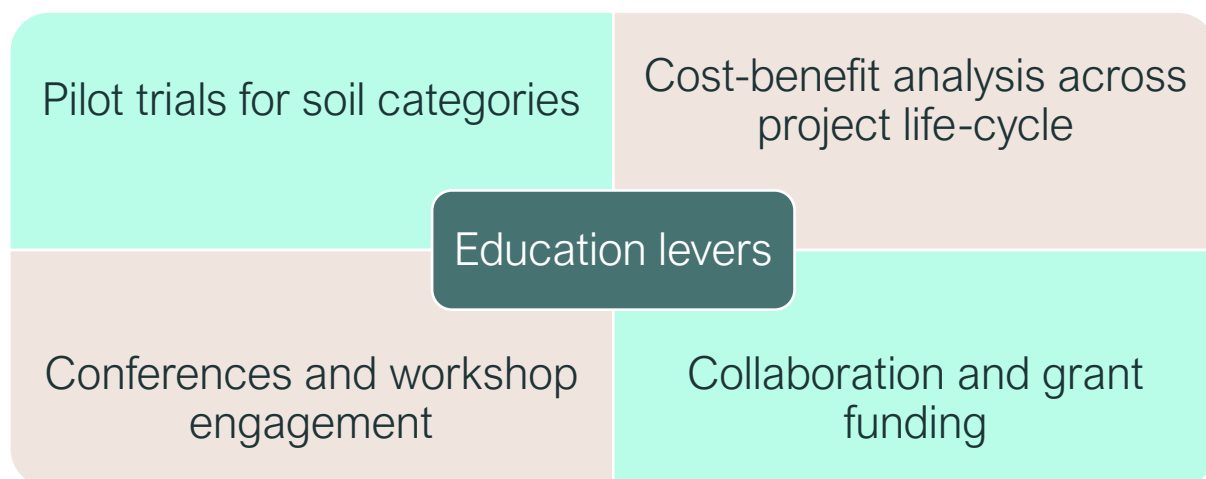 Pilot trials for soil categories
Cost-benefit analysis across
project life-cycle
Education levers
Conferences and workshop
engagement
Collaboration and grant
funding